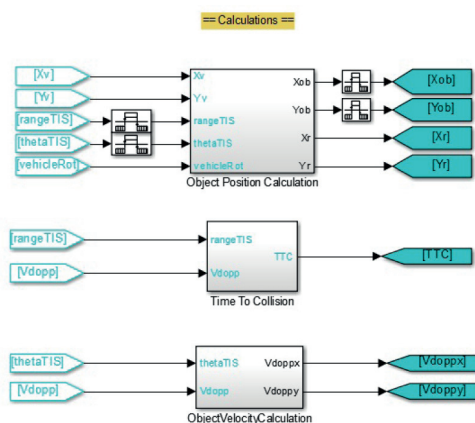 == Calculations ==
[Xv]
Xv
Xob
[Xob]
[Yv]
Yv
Yob
[Yob]
[rangeTIS]
rangeTIS
Xr
[Xr]
[thetaTIS]
thetaTIS
[vehicleRot]
vehicleRot
Yr
[Yr]
Object Position Calculation
[rangeTIS]
rangeTIS
TTC
[TTC]
[Vdopp]
Vdopp
Time To Collision
[thetaTIS]
thetaTIS
Vdoppx
[Vdoppx]
[Vdopp]
Vdopp
Vdoppy
[Vdoppy]
ObjectVelocityCalculation